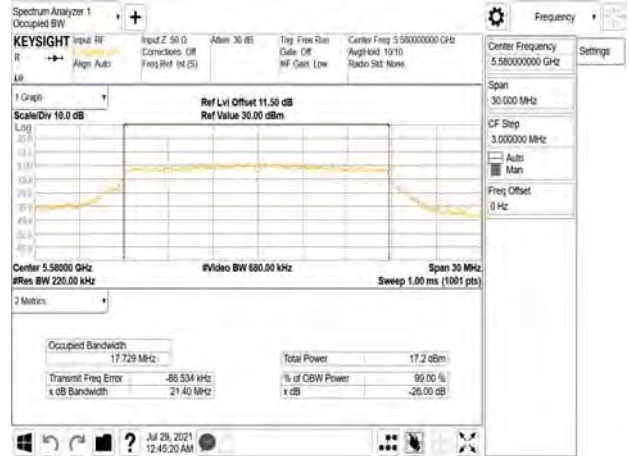 Spectrum Analyzer 1
Occupied BW
Frequency
KEYSIGHT
Input: RF
Input Z: 50 Ω
Atten: 30 dB
Trig: Free Run
Center Freq: 5.580000000 GHz
Corrections: Off
Gate: Off
Avg|Hold: 10/10
Align: Auto
Freq Ref: Int (S)
#IF Gain: Low
Radio Std: None
Center Frequency
5.580000000 GHz
Settings
Span
30.000 MHz
CF Step
3.000000 MHz
Auto
Man
Freq Offset
0 Hz
1 Graph
Ref Lvl Offset 11.50 dB
Scale/Div 10.0 dB
Ref Value 30.00 dBm
Log
Center 5.58000 GHz
#Video BW 680.00 kHz
Span 30 MHz
#Res BW 220.00 kHz
Sweep 1.00 ms (1001 pts)
2 Metrics
Occupied Bandwidth
17.729 MHz
Total Power
17.2 dBm
Transmit Freq Error
-86.534 kHz
% of OBW Power
99.00 %
x dB Bandwidth
21.40 MHz
x dB
-26.00 dB
?
Jul 29, 2021
12:45:20 AM